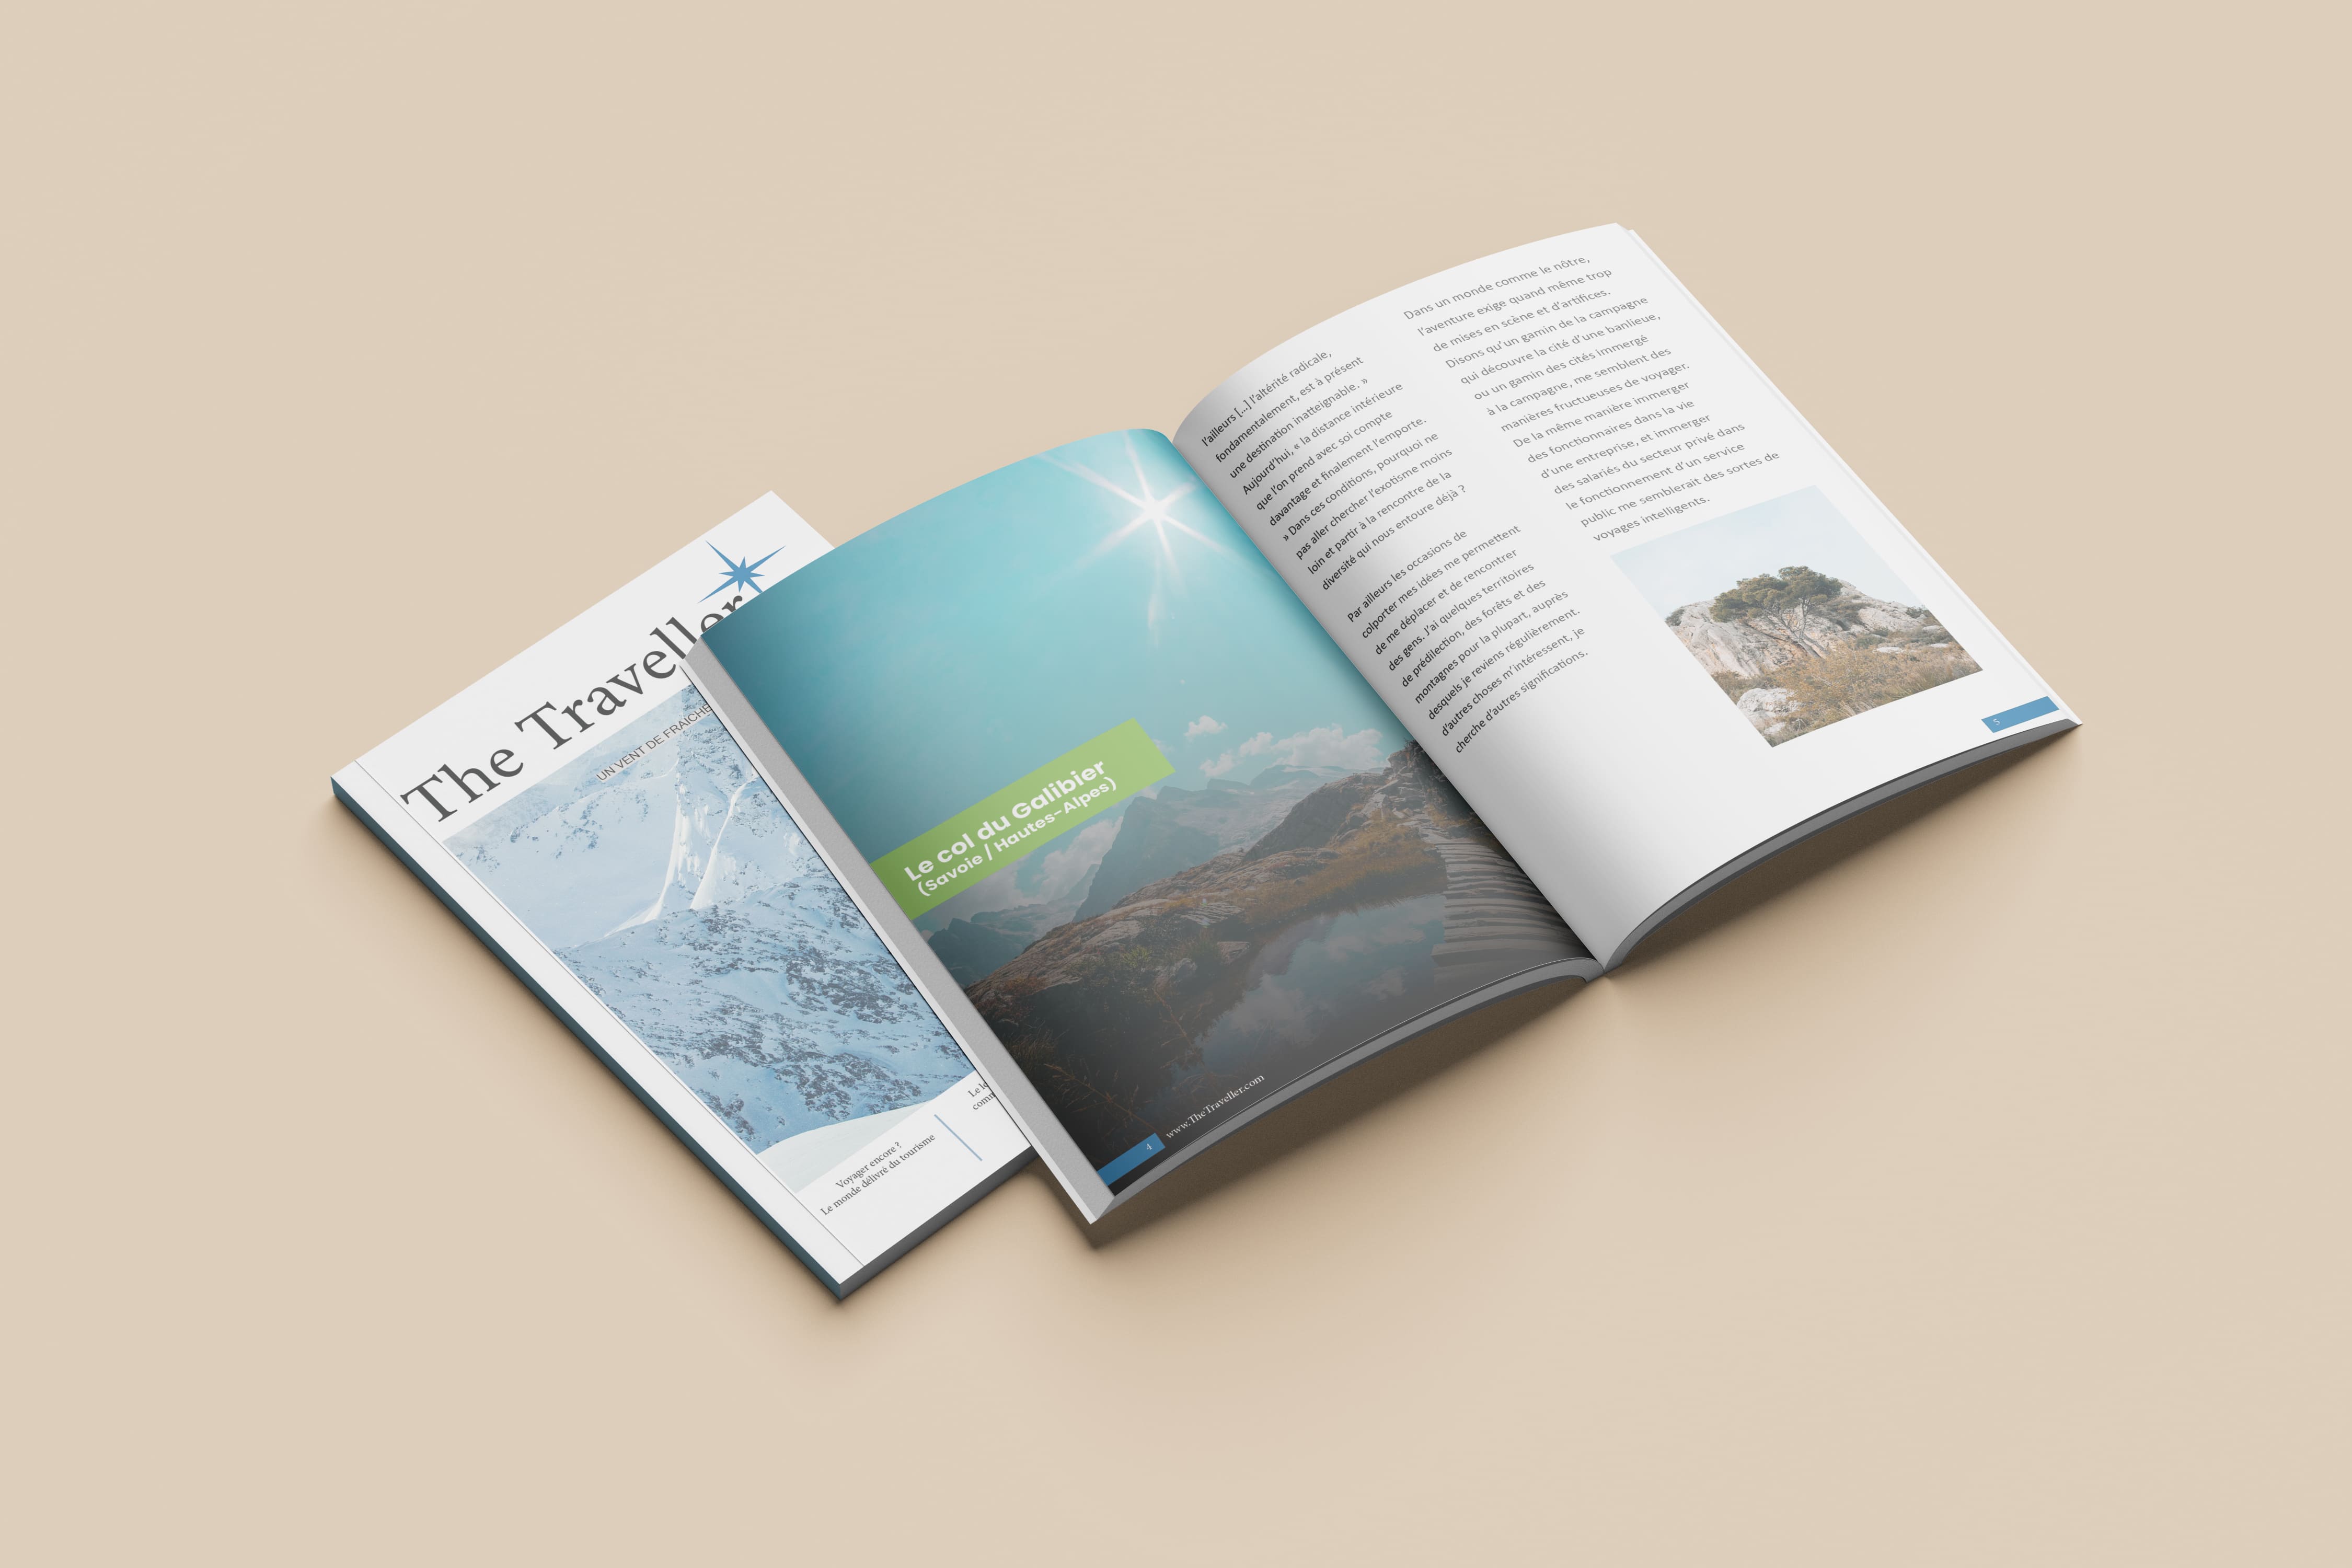 The Traveller
UN VENT DE FRAICHE
Voyager encore ?
Le monde délivré du tourisme
Le col du Galibier
(Savoie / Hautes-Alpes)
4
www.TheTraveller.com
l'ailleurs [...] l'altérité radicale,
fondamentalement, est à présent
une destination inatteignable. »
Aujourd'hui, « la distance intérieure
que l'on prend avec soi compte
davantage et finalement l'emporte.
» Dans ces conditions, pourquoi ne
pas aller chercher l'exotisme moins
loin et partir à la rencontre de la
diversité qui nous entoure déjà ?
Par ailleurs les occasions de
colporter mes idées me permettent
de me déplacer et de rencontrer
des gens. J'ai quelques territoires
de prédilection, des forêts et des
montagnes pour la plupart, auprès
desquels je reviens régulièrement.
d'autres choses m'intéressent, je
cherche d'autres significations.
Dans un monde comme le nôtre,
l'aventure exige quand même trop
de mises en scène et d'artifices.
Disons qu'un gamin de la campagne
qui découvre la cité d'une banlieue,
ou un gamin des cités immergé
à la campagne, me semblent des
manières fructueuses de voyager.
De la même manière immerger
des fonctionnaires dans la vie
d'une entreprise, et immerger
des salariés du secteur privé dans
le fonctionnement d'un service
public me semblerait des sortes de
voyages intelligents.
5